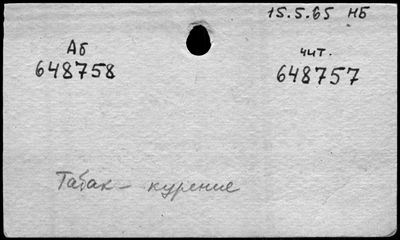 15.5.65 НБ
Аб чит.
648758 648757
Табак – курение